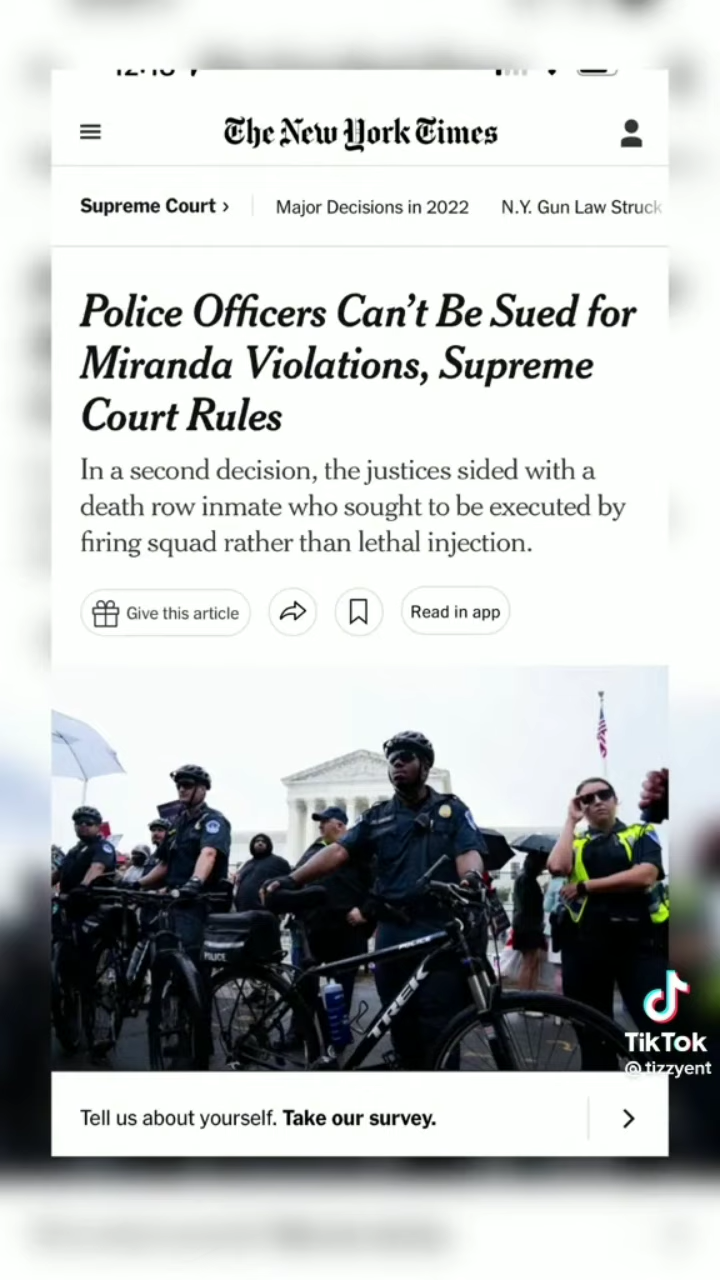 The New York Times
Supreme Court › Major Decisions in 2022 N.Y. Gun Law Struck
Police Officers Can't Be Sued for
Miranda Violations, Supreme
Court Rules
In a second decision, the justices sided with a
death row inmate who sought to be executed by
firing squad rather than lethal injection.
Give this article Read in app
POLICE
TREK
TikTok
@tizzyent
Tell us about yourself. Take our survey.